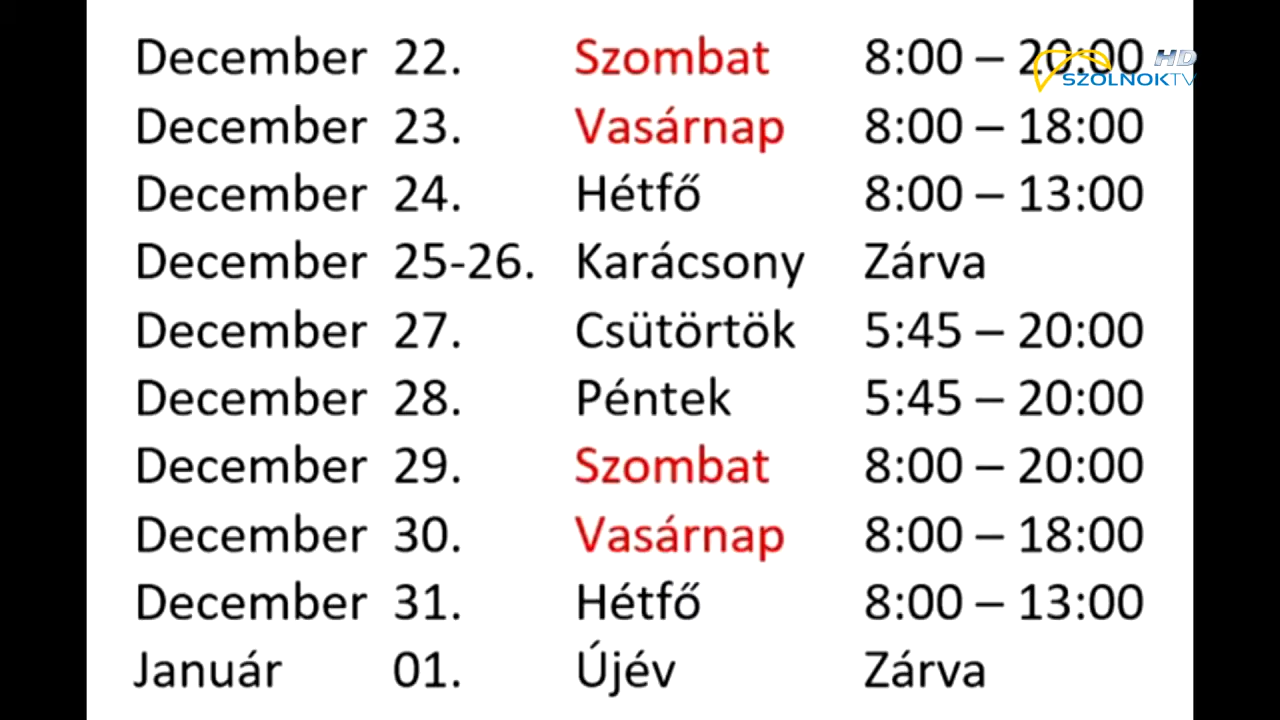 December 22. Szombat 8:00 – 20:00
HD
SZOLNOKTV
December 23. Vasárnap 8:00 – 18:00
December 24. Hétfő 8:00 – 13:00
December 25-26. Karácsony Zárva
December 27. Csütörtök 5:45 – 20:00
December 28. Péntek 5:45 – 20:00
December 29. Szombat 8:00 – 20:00
December 30. Vasárnap 8:00 – 18:00
December 31. Hétfő 8:00 – 13:00
Január 01. Újév Zárva